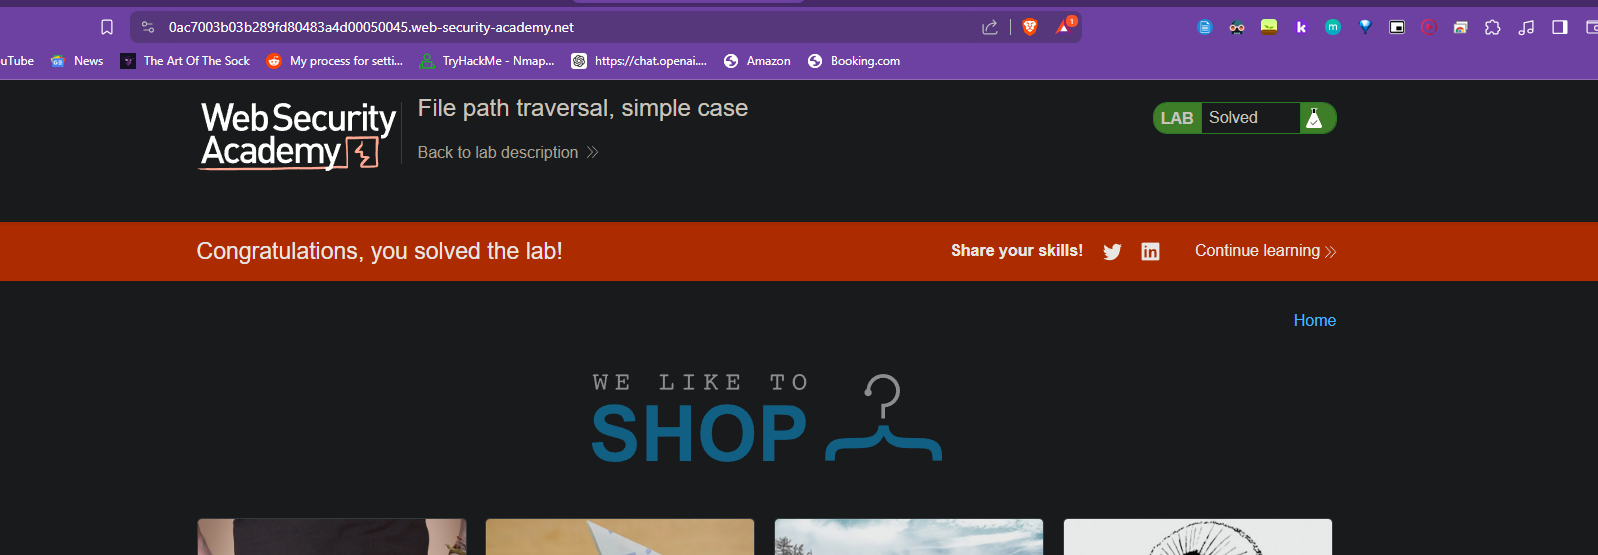 0ac7003b03b289fd80483a4d00050045.web-security-academy.net
1
uTube News The Art Of The Sock My process for setti... TryHackMe - Nmap... https://chat.openai.... Amazon Booking.com
Web Security
Academy
File path traversal, simple case
Back to lab description
LAB Solved
Congratulations, you solved the lab!
Share your skills!
Continue learning
Home
WE LIKE TO
SHOP